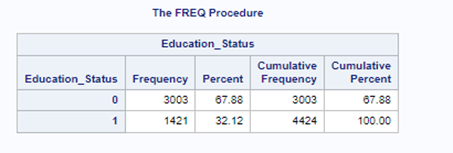 The FREQ Procedure
Education_Status
Education_Status Frequency Percent Cumulative Frequency Cumulative Percent
0 3003 67.88 3003 67.88
1 1421 32.12 4424 100.00